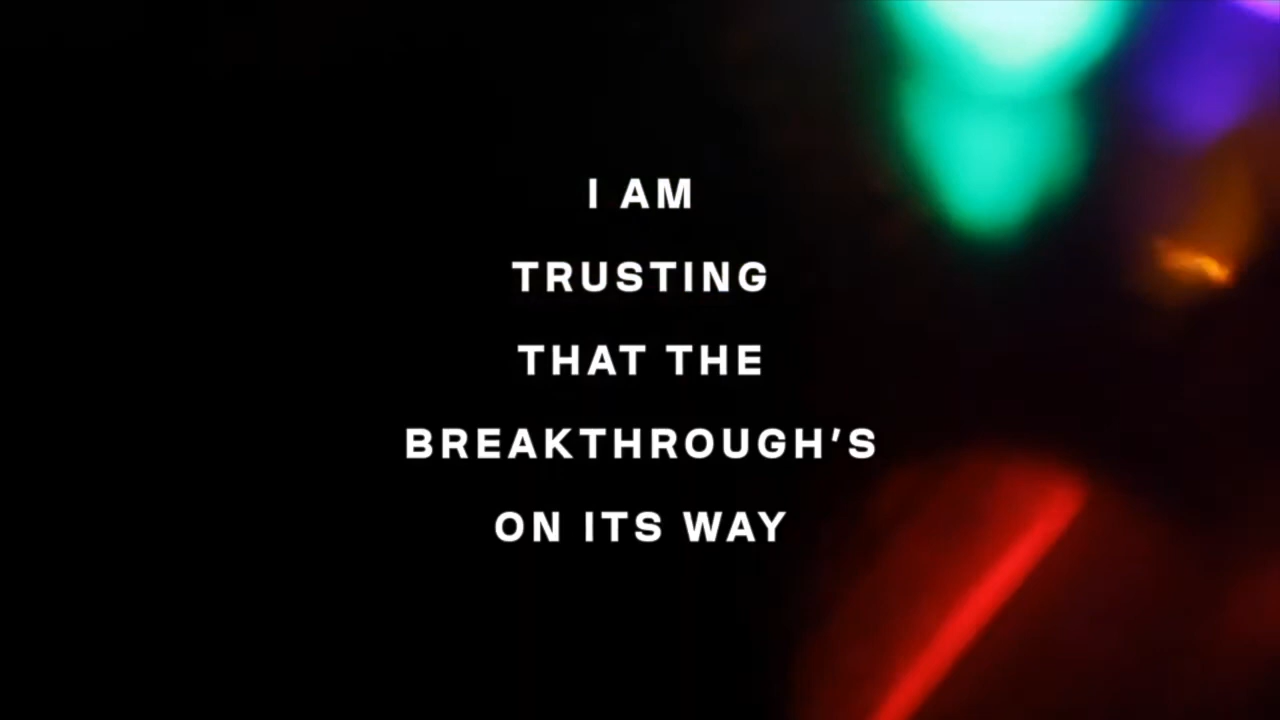 I AM
TRUSTING
THAT THE
BREAKTHROUGH’S
ON ITS WAY